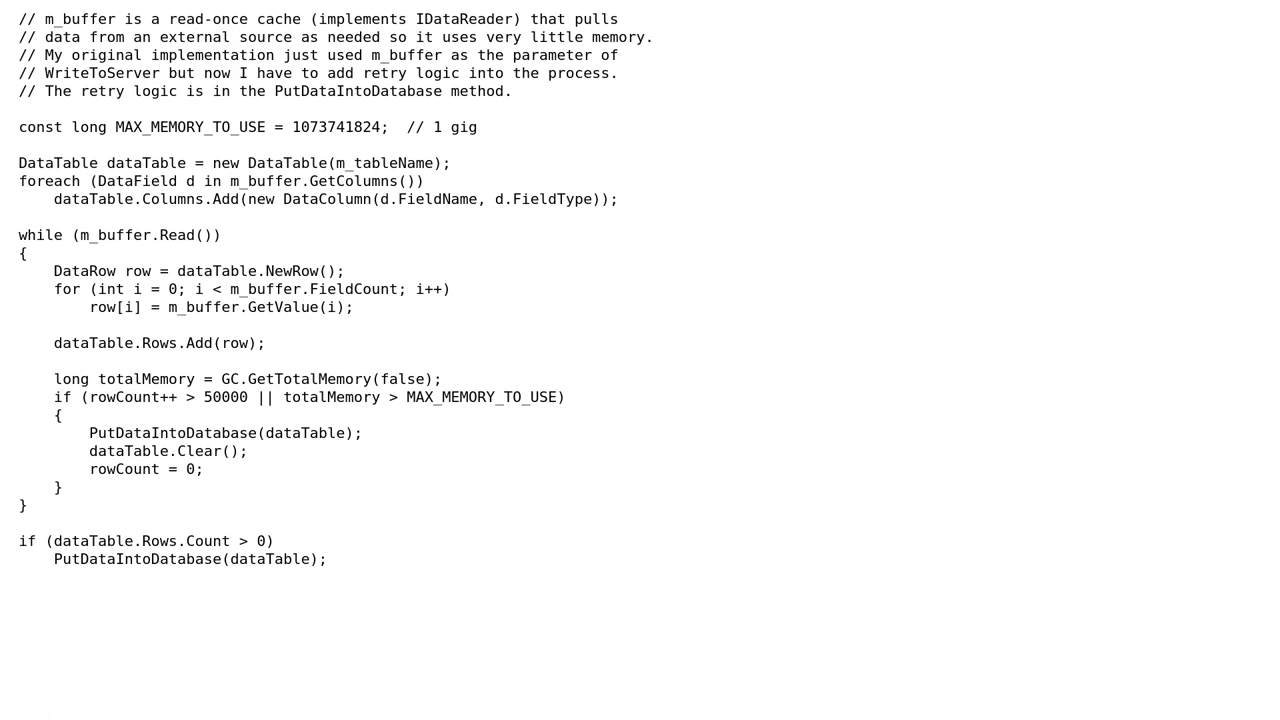 // m_buffer is a read-once cache (implements IDataReader) that pulls
// data from an external source as needed so it uses very little memory.
// My original implementation just used m_buffer as the parameter of
// WriteToServer but now I have to add retry logic into the process.
// The retry logic is in the PutDataIntoDatabase method.

const long MAX_MEMORY_TO_USE = 1073741824;  // 1 gig

DataTable dataTable = new DataTable(m_tableName);
foreach (DataField d in m_buffer.GetColumns())
    dataTable.Columns.Add(new DataColumn(d.FieldName, d.FieldType));

while (m_buffer.Read())
{
    DataRow row = dataTable.NewRow();
    for (int i = 0; i < m_buffer.FieldCount; i++)
        row[i] = m_buffer.GetValue(i);

    dataTable.Rows.Add(row);

    long totalMemory = GC.GetTotalMemory(false);
    if (rowCount++ > 50000 || totalMemory > MAX_MEMORY_TO_USE)
    {
        PutDataIntoDatabase(dataTable);
        dataTable.Clear();
        rowCount = 0;
    }
}

if (dataTable.Rows.Count > 0)
    PutDataIntoDatabase(dataTable);